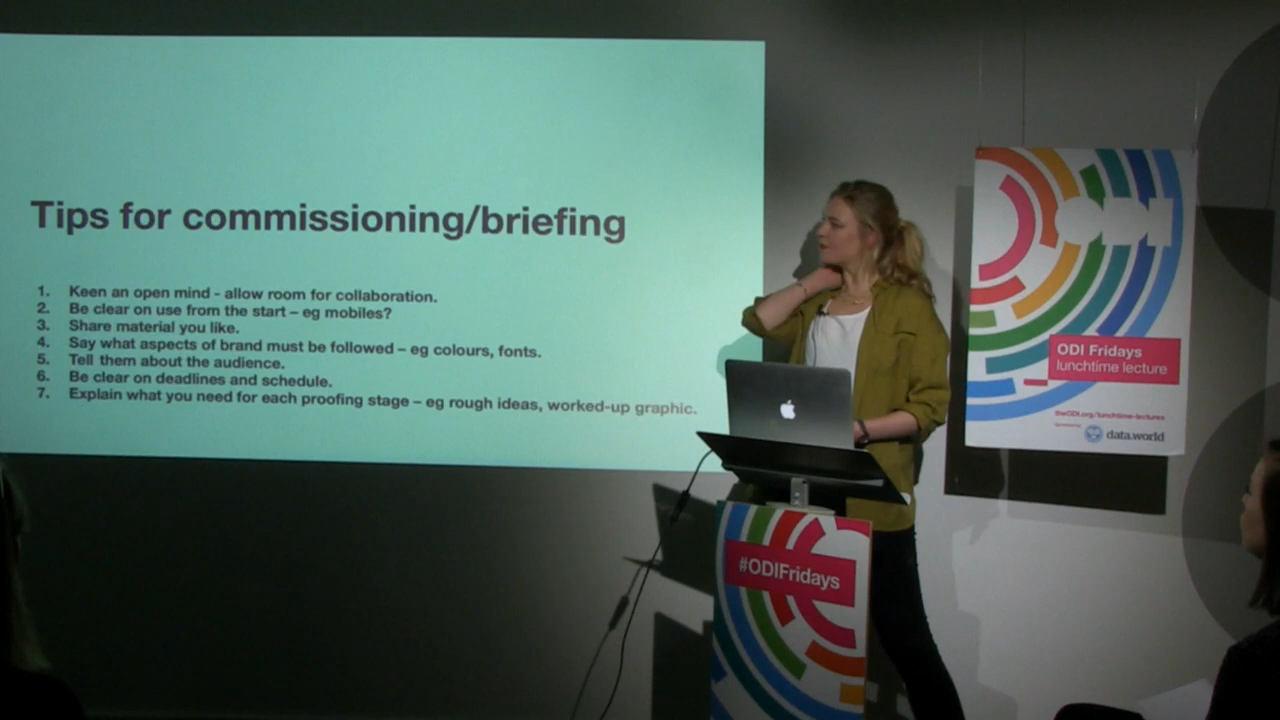 Tips for commissioning/briefing
1. Keen an open mind - allow room for collaboration.
2. Be clear on use from the start – eg mobiles?
3. Share material you like.
4. Say what aspects of brand must be followed – eg colours, fonts.
5. Tell them about the audience.
6. Be clear on deadlines and schedule.
7. Explain what you need for each proofing stage – eg rough ideas, worked-up graphic.
ODI Fridays
lunchtime lecture
theODI.org/lunchtime-lectures
data.world
#ODIFridays